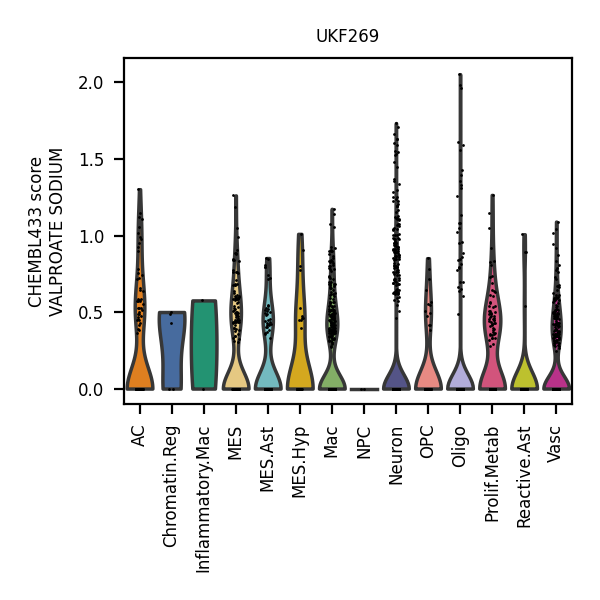 UKF269
CHEMBL433 score
VALPROATE SODIUM
2.0
1.5
1.0
0.5
0.0
AC
Chromatin.Reg
Inflammatory.Mac
MES
MES.Ast
MES.Hyp
Mac
NPC
Neuron
OPC
Oligo
Prolif.Metab
Reactive.Ast
Vasc